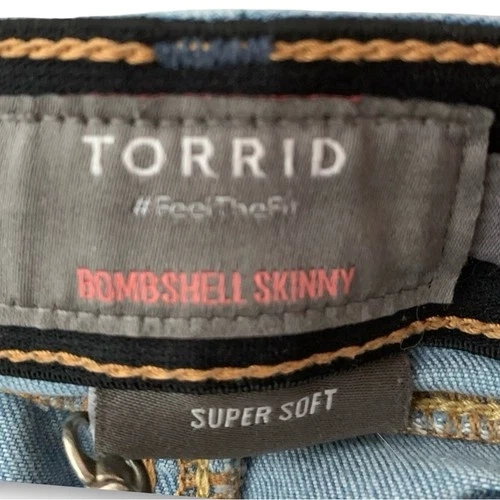 TORRID
#FeelTheFit
BOMBSHELL SKINNY
SUPER SOFT